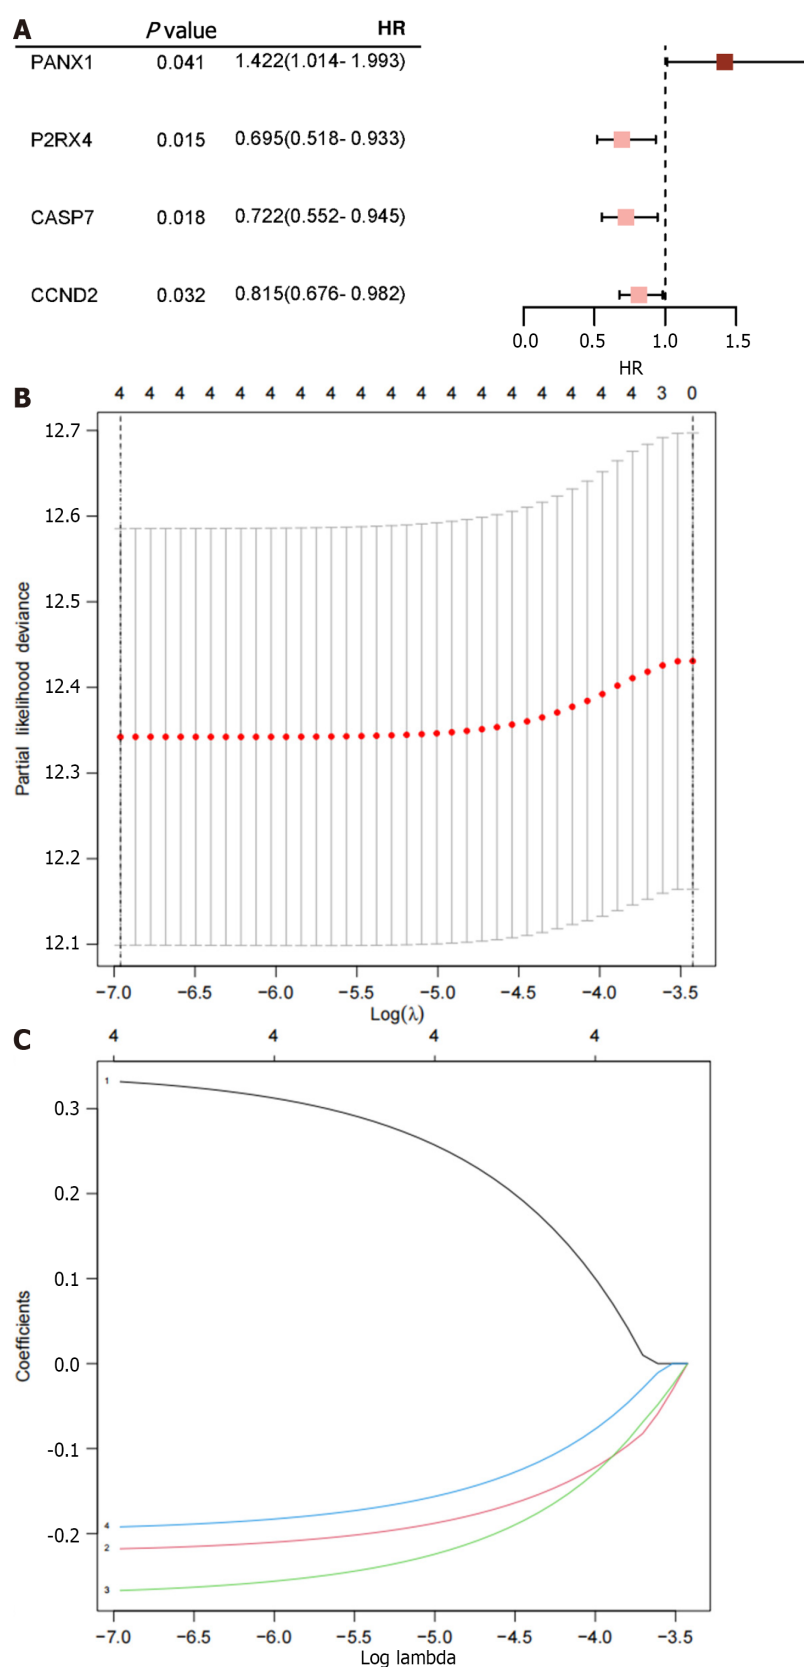 A
P value HR
PANX1 0.041 1.422(1.014- 1.993)
P2RX4 0.015 0.695(0.518- 0.933)
CASP7 0.018 0.722(0.552- 0.945)
CCND2 0.032 0.815(0.676- 0.982)
0.0 0.5 1.0 1.5
HR
B
4 4 4 4 4 4 4 4 4 4 4 4 4 4 4 4 4 4 3 0
12.7
12.6
12.5
12.4
12.3
12.2
12.1
Partial likelihood deviance
−7.0 −6.5 −6.0 −5.5 −5.0 −4.5 −4.0 −3.5
Log(λ)
C
4 4 4 4
1
0.3
0.2
0.1
0.0
-0.1
-0.2
4
2
3
Coefficients
−7.0 −6.5 −6.0 −5.5 −5.0 −4.5 −4.0 −3.5
Log lambda